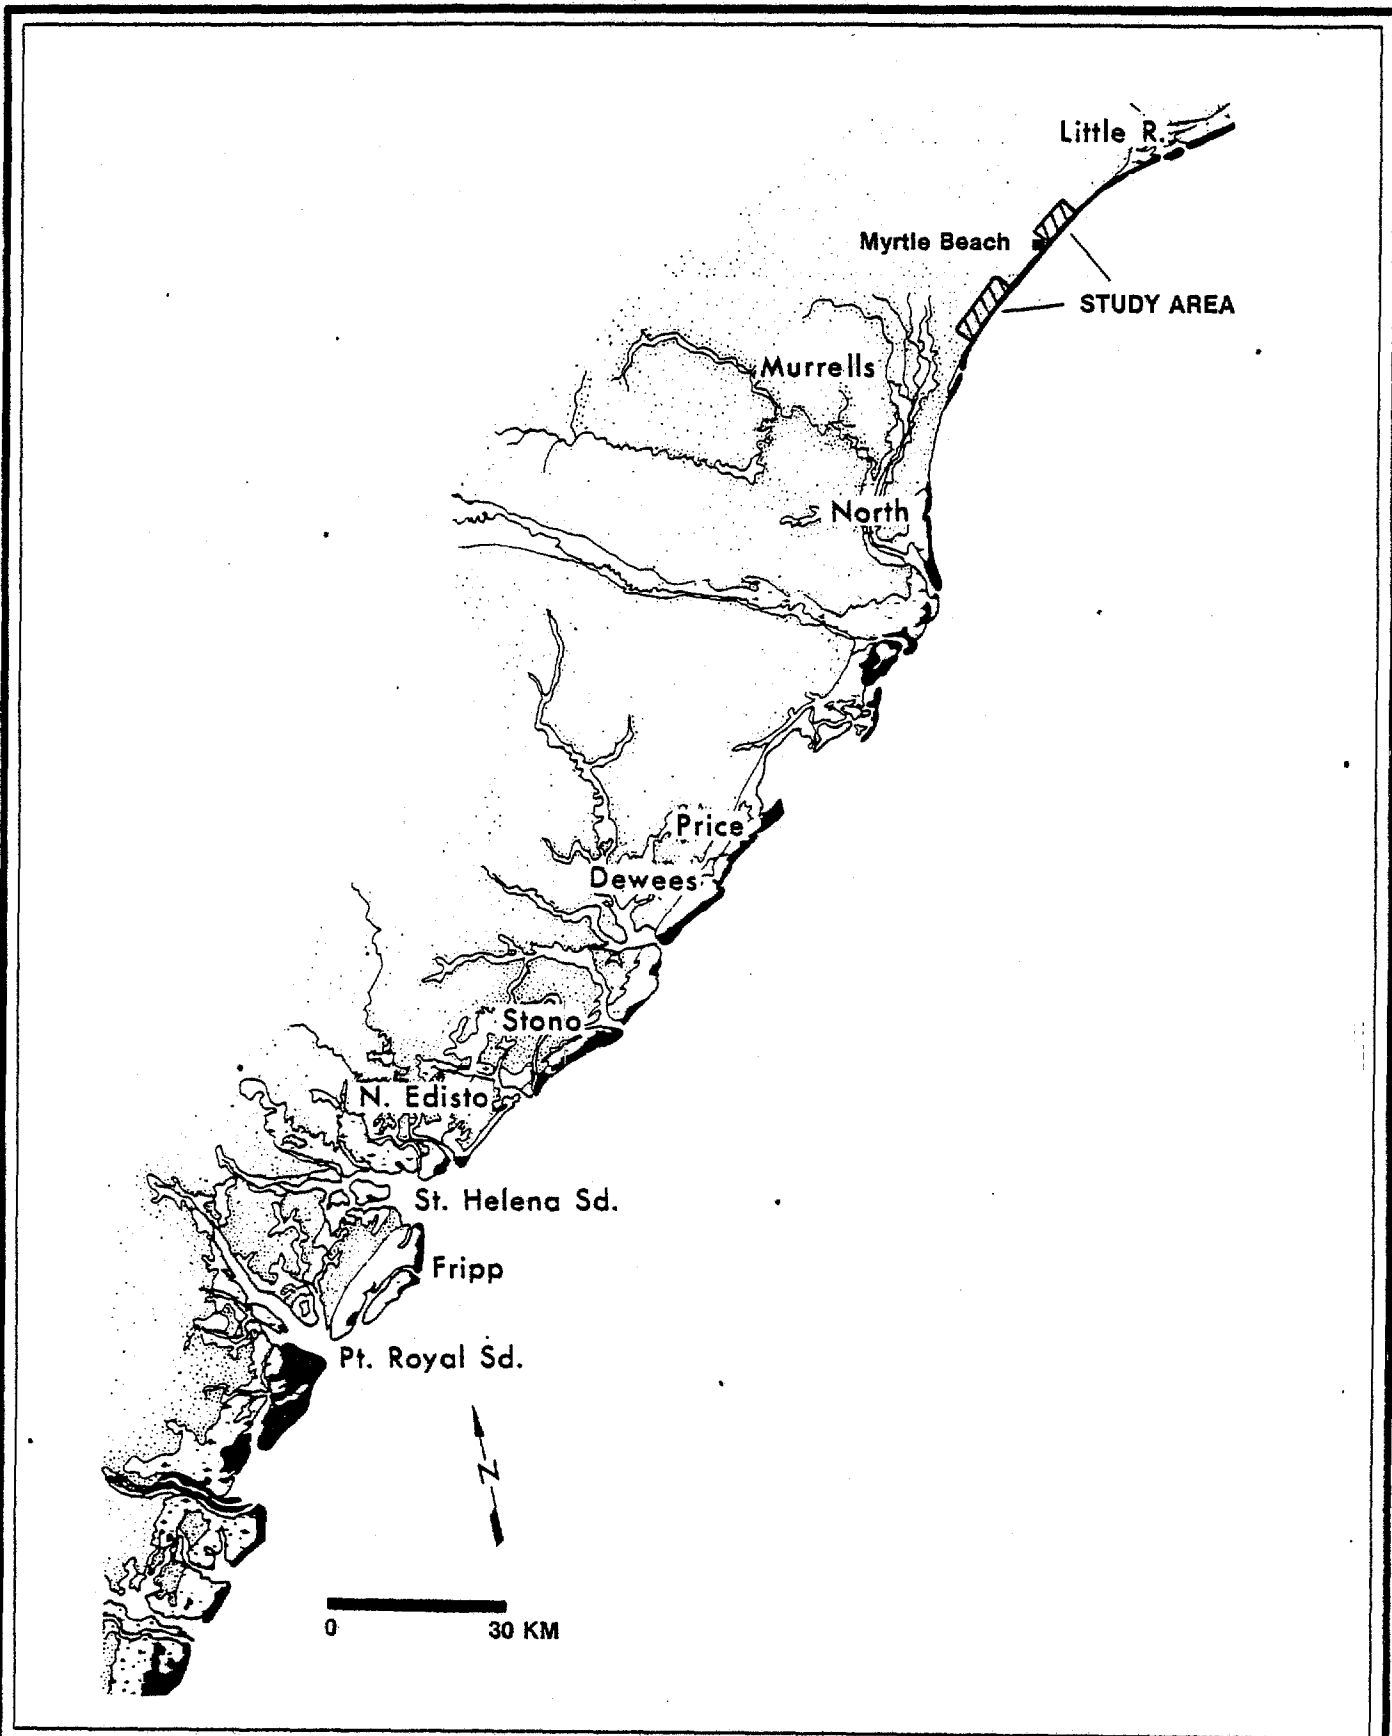 Little R.
Myrtle Beach
STUDY AREA
Murrells
North
Price
Dewees
Stono
N. Edisto
St. Helena Sd.
Fripp
Pt. Royal Sd.
N
0 30 KM